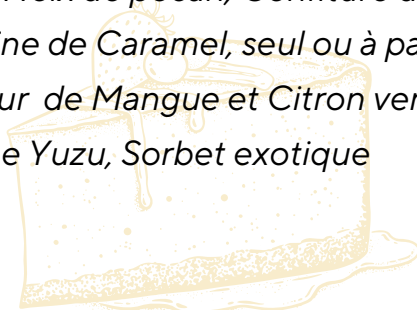 ine de Caramel, seul ou à pa
ur de Mangue et Citron ver
e Yuzu, Sorbet exotique